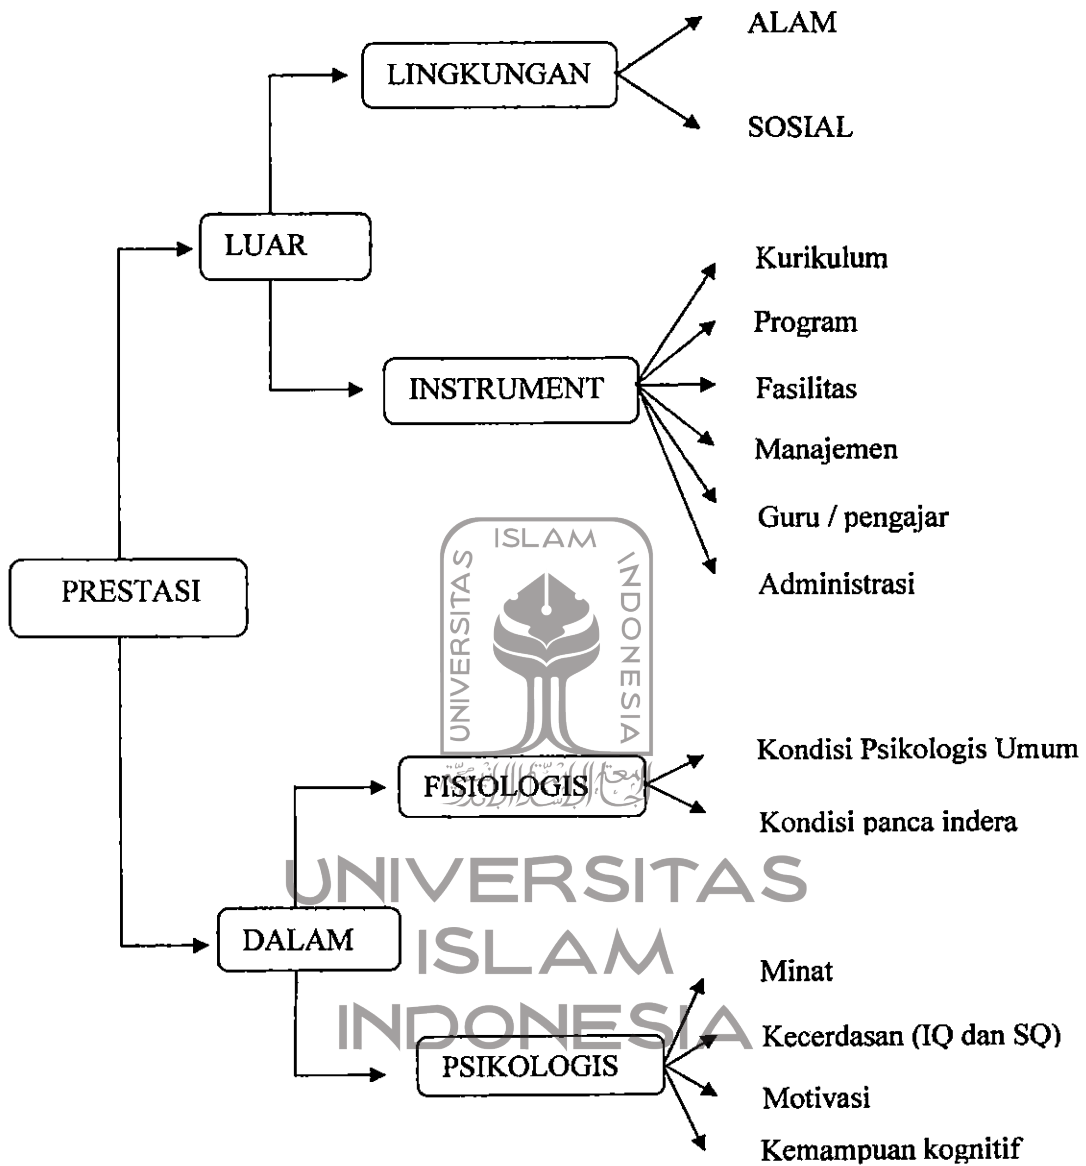 ALAM
LINGKUNGAN
SOSIAL
LUAR
Kurikulum
Program
INSTRUMENT
Fasilitas
Manajemen
Guru / pengajar
Administrasi
PRESTASI
UNIVERSITAS
ISLAM
INDONESIA
Kondisi Psikologis Umum
FISIOLOGIS
Kondisi panca indera
UNIVERSITAS
DALAM
ISLAM
Minat
INDONESIA
Kecerdasan (IQ dan SQ)
PSIKOLOGIS
Motivasi
Kemampuan kognitif